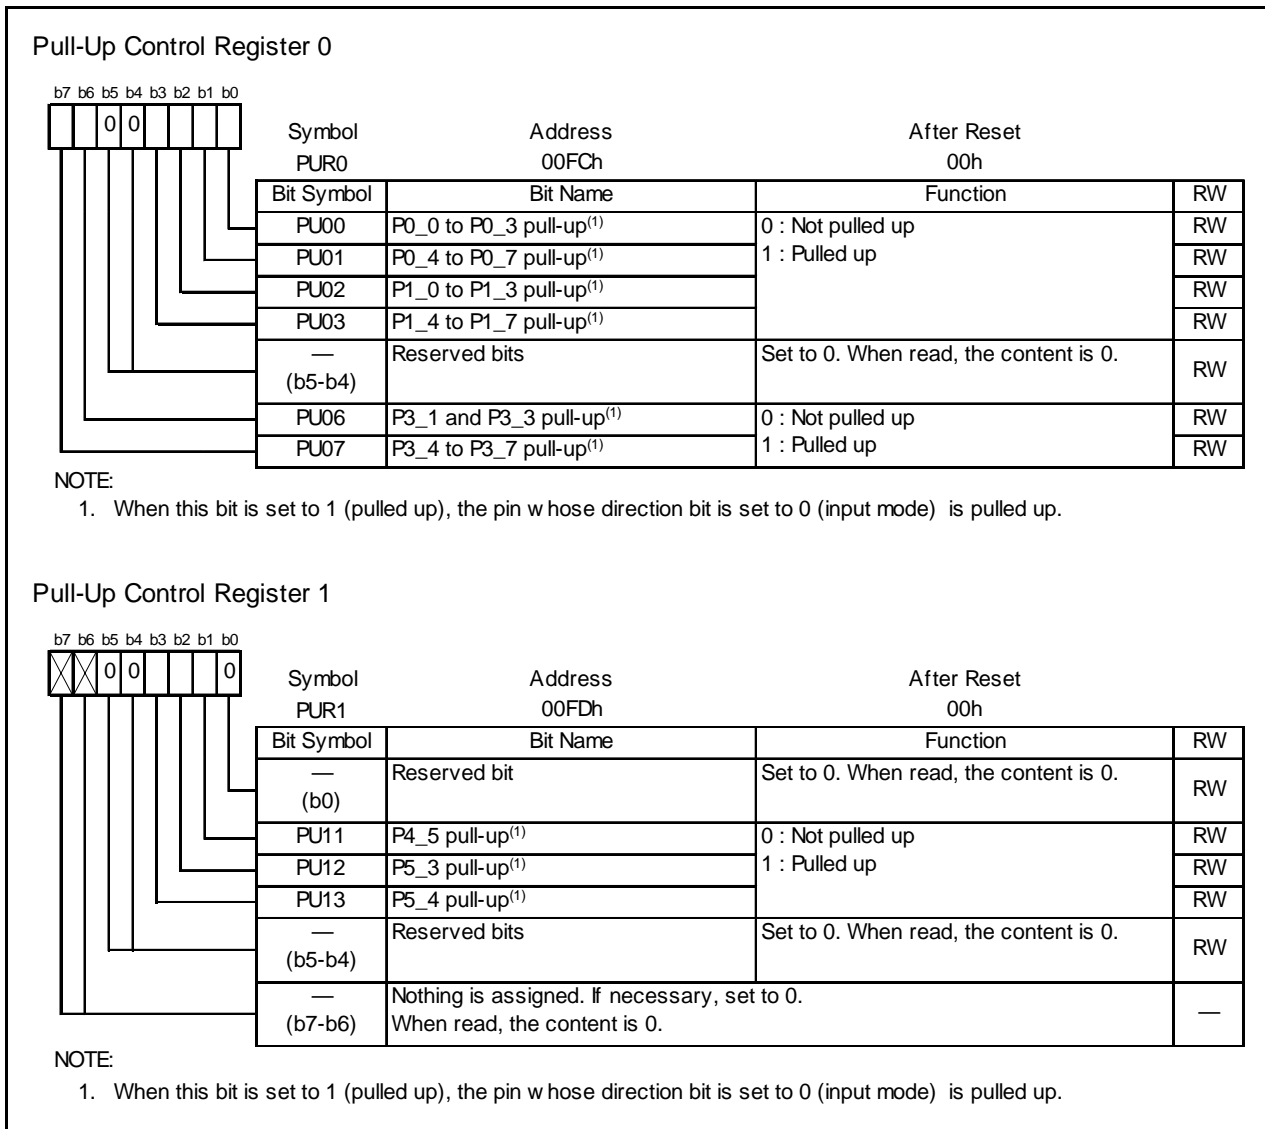 Pull-Up Control Register 0
b7 b6 b5 b4 b3 b2 b1 b0
0 0
Symbol Address After Reset
PUR0 00FCh 00h
Bit Symbol Bit Name Function RW
PU00 P0_0 to P0_3 pull-up(1) 0 : Not pulled up RW
PU01 P0_4 to P0_7 pull-up(1) 1 : Pulled up RW
PU02 P1_0 to P1_3 pull-up(1) RW
PU03 P1_4 to P1_7 pull-up(1) RW
— Reserved bits Set to 0. When read, the content is 0. RW
(b5-b4)
PU06 P3_1 and P3_3 pull-up(1) 0 : Not pulled up RW
PU07 P3_4 to P3_7 pull-up(1) 1 : Pulled up RW
NOTE:
1. When this bit is set to 1 (pulled up), the pin whose direction bit is set to 0 (input mode) is pulled up.
Pull-Up Control Register 1
b7 b6 b5 b4 b3 b2 b1 b0
0 0 0
Symbol Address After Reset
PUR1 00FDh 00h
Bit Symbol Bit Name Function RW
— Reserved bit Set to 0. When read, the content is 0. RW
(b0)
PU11 P4_5 pull-up(1) 0 : Not pulled up RW
PU12 P5_3 pull-up(1) 1 : Pulled up RW
PU13 P5_4 pull-up(1) RW
— Reserved bits Set to 0. When read, the content is 0. RW
(b5-b4)
— Nothing is assigned. If necessary, set to 0. —
(b7-b6) When read, the content is 0.
NOTE:
1. When this bit is set to 1 (pulled up), the pin whose direction bit is set to 0 (input mode) is pulled up.